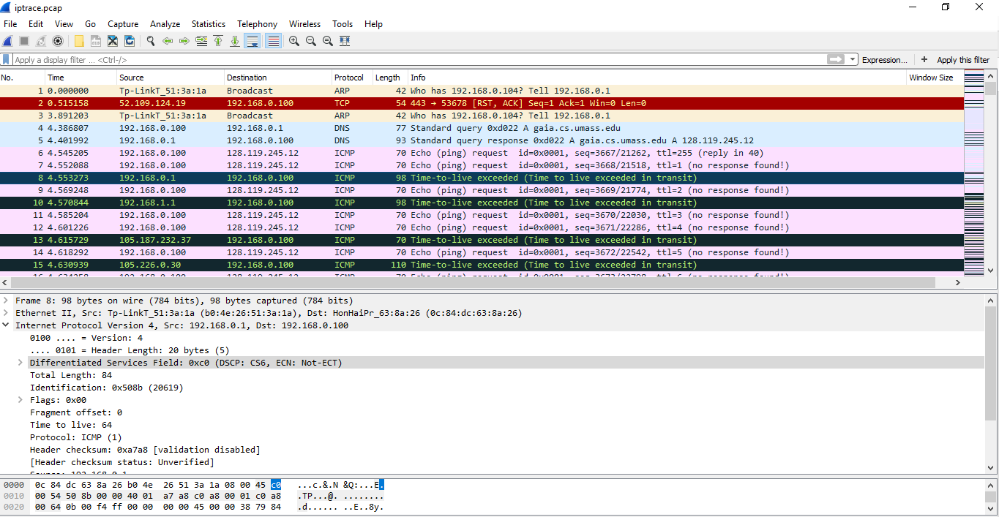 iptrace.pcap
File Edit View Go Capture Analyze Statistics Telephony Wireless Tools Help
Apply a display filter ... <Ctrl-/> Expression... + Apply this filter
No. Time Source Destination Protocol Length Info Window Size
1 0.000000 Tp-LinkT_51:3a:1a Broadcast ARP 42 Who has 192.168.0.104? Tell 192.168.0.1
2 0.515158 52.109.124.19 192.168.0.100 TCP 54 443 → 53678 [RST, ACK] Seq=1 Ack=1 Win=0 Len=0
3 3.891203 Tp-LinkT_51:3a:1a Broadcast ARP 42 Who has 192.168.0.104? Tell 192.168.0.1
4 4.386807 192.168.0.100 192.168.0.1 DNS 77 Standard query 0xd022 A gaia.cs.umass.edu
5 4.401992 192.168.0.1 192.168.0.100 DNS 93 Standard query response 0xd022 A gaia.cs.umass.edu A 128.119.245.12
6 4.545205 192.168.0.100 128.119.245.12 ICMP 70 Echo (ping) request id=0x0001, seq=3667/21262, ttl=255 (reply in 40)
7 4.552088 192.168.0.100 128.119.245.12 ICMP 70 Echo (ping) request id=0x0001, seq=3668/21518, ttl=1 (no response found!)
8 4.553273 192.168.0.1 192.168.0.100 ICMP 98 Time-to-live exceeded (Time to live exceeded in transit)
9 4.569248 192.168.0.100 128.119.245.12 ICMP 70 Echo (ping) request id=0x0001, seq=3669/21774, ttl=2 (no response found!)
10 4.570844 192.168.1.1 192.168.0.100 ICMP 98 Time-to-live exceeded (Time to live exceeded in transit)
11 4.585204 192.168.0.100 128.119.245.12 ICMP 70 Echo (ping) request id=0x0001, seq=3670/22030, ttl=3 (no response found!)
12 4.601226 192.168.0.100 128.119.245.12 ICMP 70 Echo (ping) request id=0x0001, seq=3671/22286, ttl=4 (no response found!)
13 4.615729 105.187.232.37 192.168.0.100 ICMP 70 Time-to-live exceeded (Time to live exceeded in transit)
14 4.618292 192.168.0.100 128.119.245.12 ICMP 70 Echo (ping) request id=0x0001, seq=3672/22542, ttl=5 (no response found!)
15 4.630939 105.226.0.30 192.168.0.100 ICMP 110 Time-to-live exceeded (Time to live exceeded in transit)
Frame 8: 98 bytes on wire (784 bits), 98 bytes captured (784 bits)
Ethernet II, Src: Tp-LinkT_51:3a:1a (b0:4e:26:51:3a:1a), Dst: HonHaiPr_63:8a:26 (0c:84:dc:63:8a:26)
Internet Protocol Version 4, Src: 192.168.0.1, Dst: 192.168.0.100
0100 .... = Version: 4
.... 0101 = Header Length: 20 bytes (5)
Differentiated Services Field: 0xc0 (DSCP: CS6, ECN: Not-ECT)
Total Length: 84
Identification: 0x508b (20619)
Flags: 0x00
Fragment offset: 0
Time to live: 64
Protocol: ICMP (1)
Header checksum: 0xa7a8 [validation disabled]
[Header checksum status: Unverified]
0000 0c 84 dc 63 8a 26 b0 4e 26 51 3a 1a 08 00 45 c0 ...c.&.N &Q:...E.
0010 00 54 50 8b 00 00 40 01 a7 a8 c0 a8 00 01 c0 a8 .TP...@. ........
0020 00 64 0b 00 f4 ff 00 00 00 00 45 00 00 38 79 84 .d...... ..E..8y.